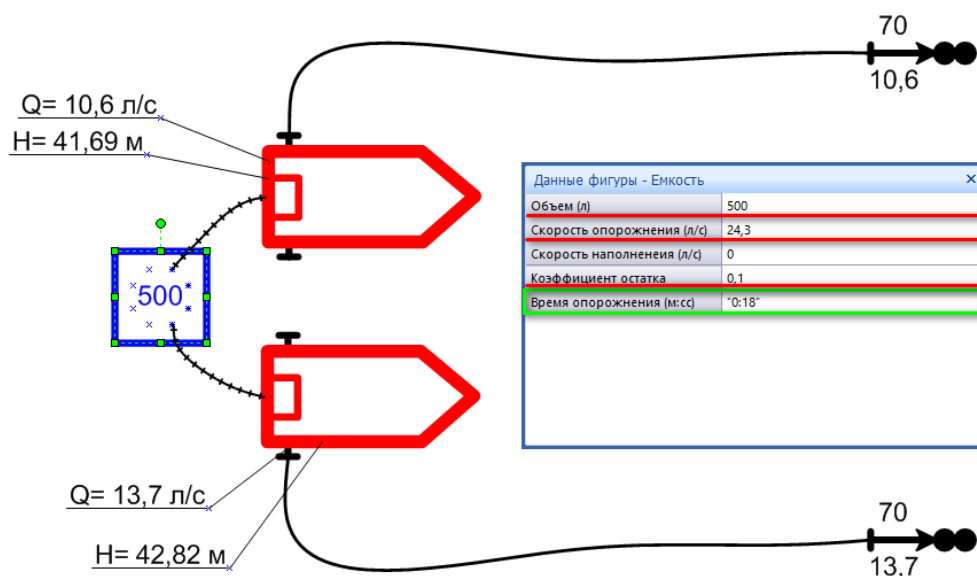 70
10,6
Q= 10,6 л/с
H= 41,69 м
Данные фигуры - Емкость
Объем (л) 500
Скорость опорожнения (л/с) 24,3
Скорость наполненеия (л/с) 0
Коэффициент остатка 0,1
Время опорожнения (м:сс) "0:18"
500
Q= 13,7 л/с
H= 42,82 м
70
13,7